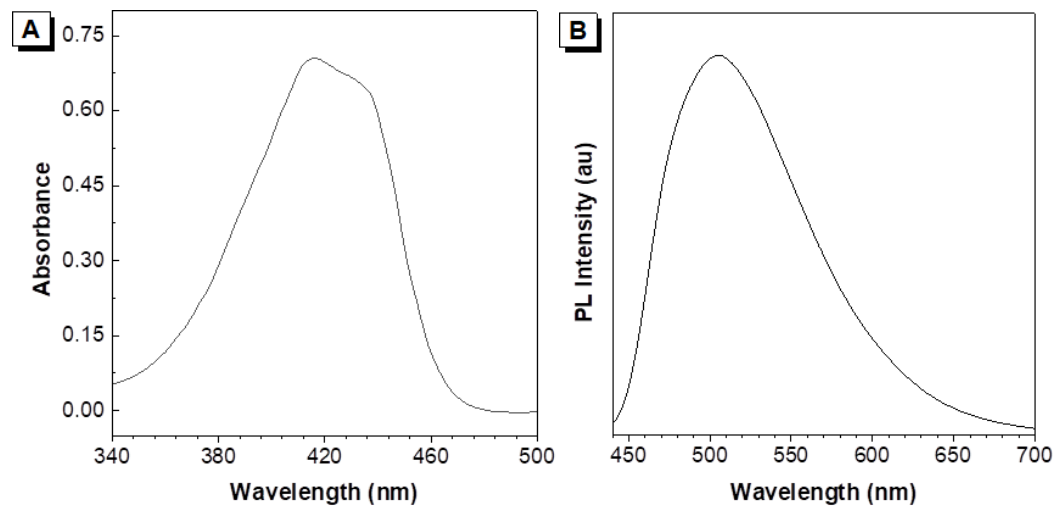 A
0.75
0.60
0.45
0.30
0.15
0.00
Absorbance
340 380 420 460 500
Wavelength (nm)
B
PL Intensity (au)
450 500 550 600 650 700
Wavelength (nm)